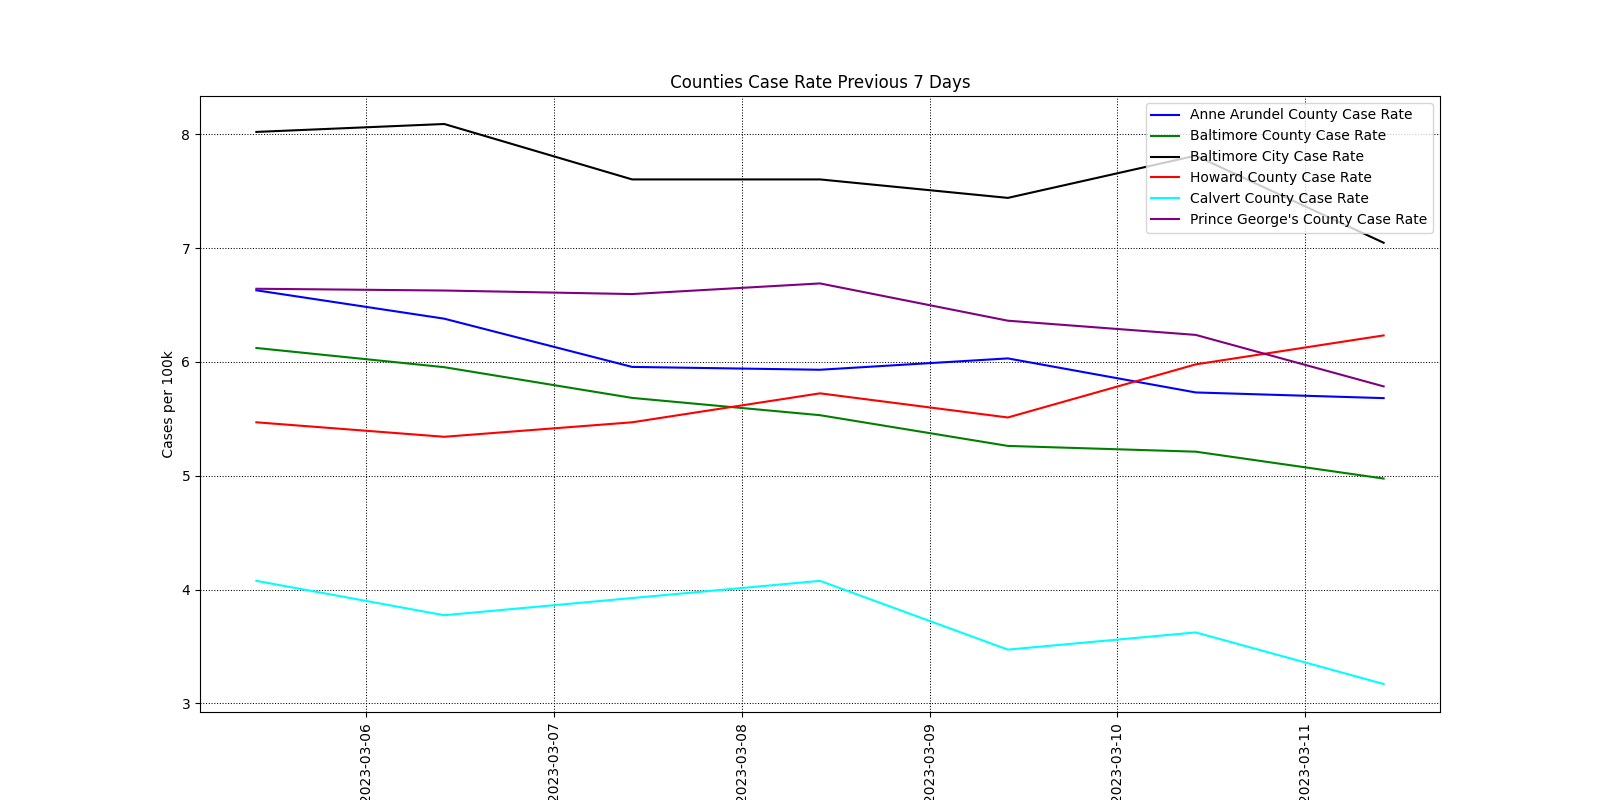 Counties Case Rate Previous 7 Days
Anne Arundel County Case Rate
Baltimore County Case Rate
Baltimore City Case Rate
Howard County Case Rate
Calvert County Case Rate
Prince George's County Case Rate
Cases per 100k
8
7
6
5
4
3
2023-03-06
2023-03-07
2023-03-08
2023-03-09
2023-03-10
2023-03-11